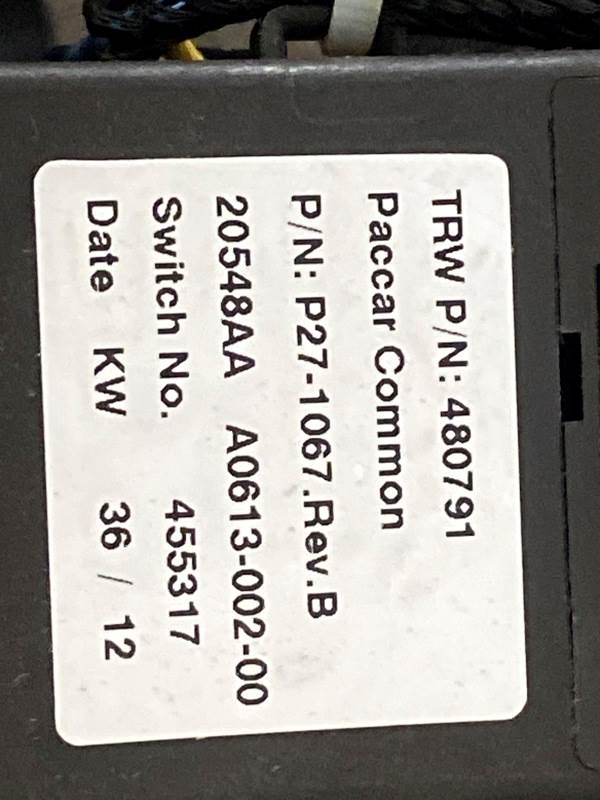 TRW P/N: 480791
Paccar Common
P/N: P27-1067.Rev.B
20548AA A0613-002-00
Switch No. 455317
Date KW 36 / 12